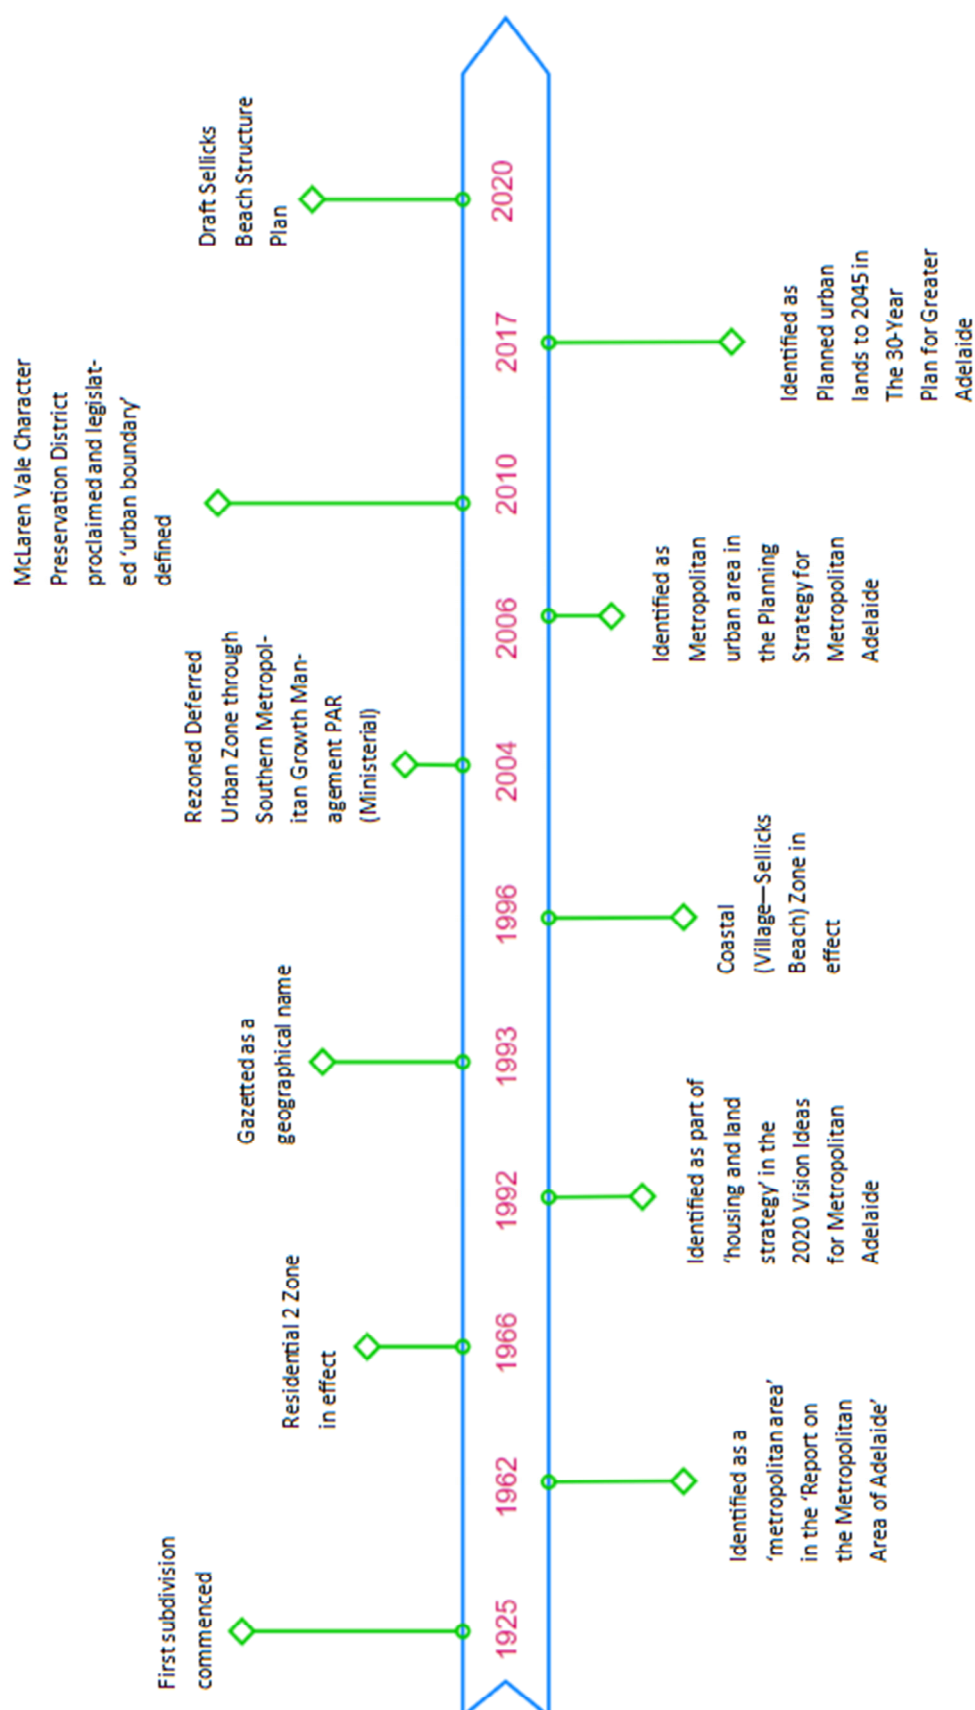 First subdivision
commenced
1925
Identified as a
‘metropolitan area’
in the ‘Report on
the Metropolitan
Area of Adelaide’
1962
Residential 2 Zone
in effect
1966
Identified as part of
‘housing and land
strategy’ in the
2020 Vision Ideas
for Metropolitan
Adelaide
1992
Gazetted as a
geographical name
1993
Coastal
(Village—Sellicks
Beach) Zone in
effect
1996
Rezoned Deferred
Urban Zone through
Southern Metropol-
itan Growth Man-
agement PAR
(Ministerial)
2004
Identified as
Metropolitan
urban area in
the Planning
Strategy for
Metropolitan
Adelaide
2006
McLaren Vale Character
Preservation District
proclaimed and legislat-
ed ‘urban boundary’
defined
2010
Identified as
Planned urban
lands to 2045 in
The 30-Year
Plan for Greater
Adelaide
2017
Draft Sellicks
Beach Structure
Plan
2020